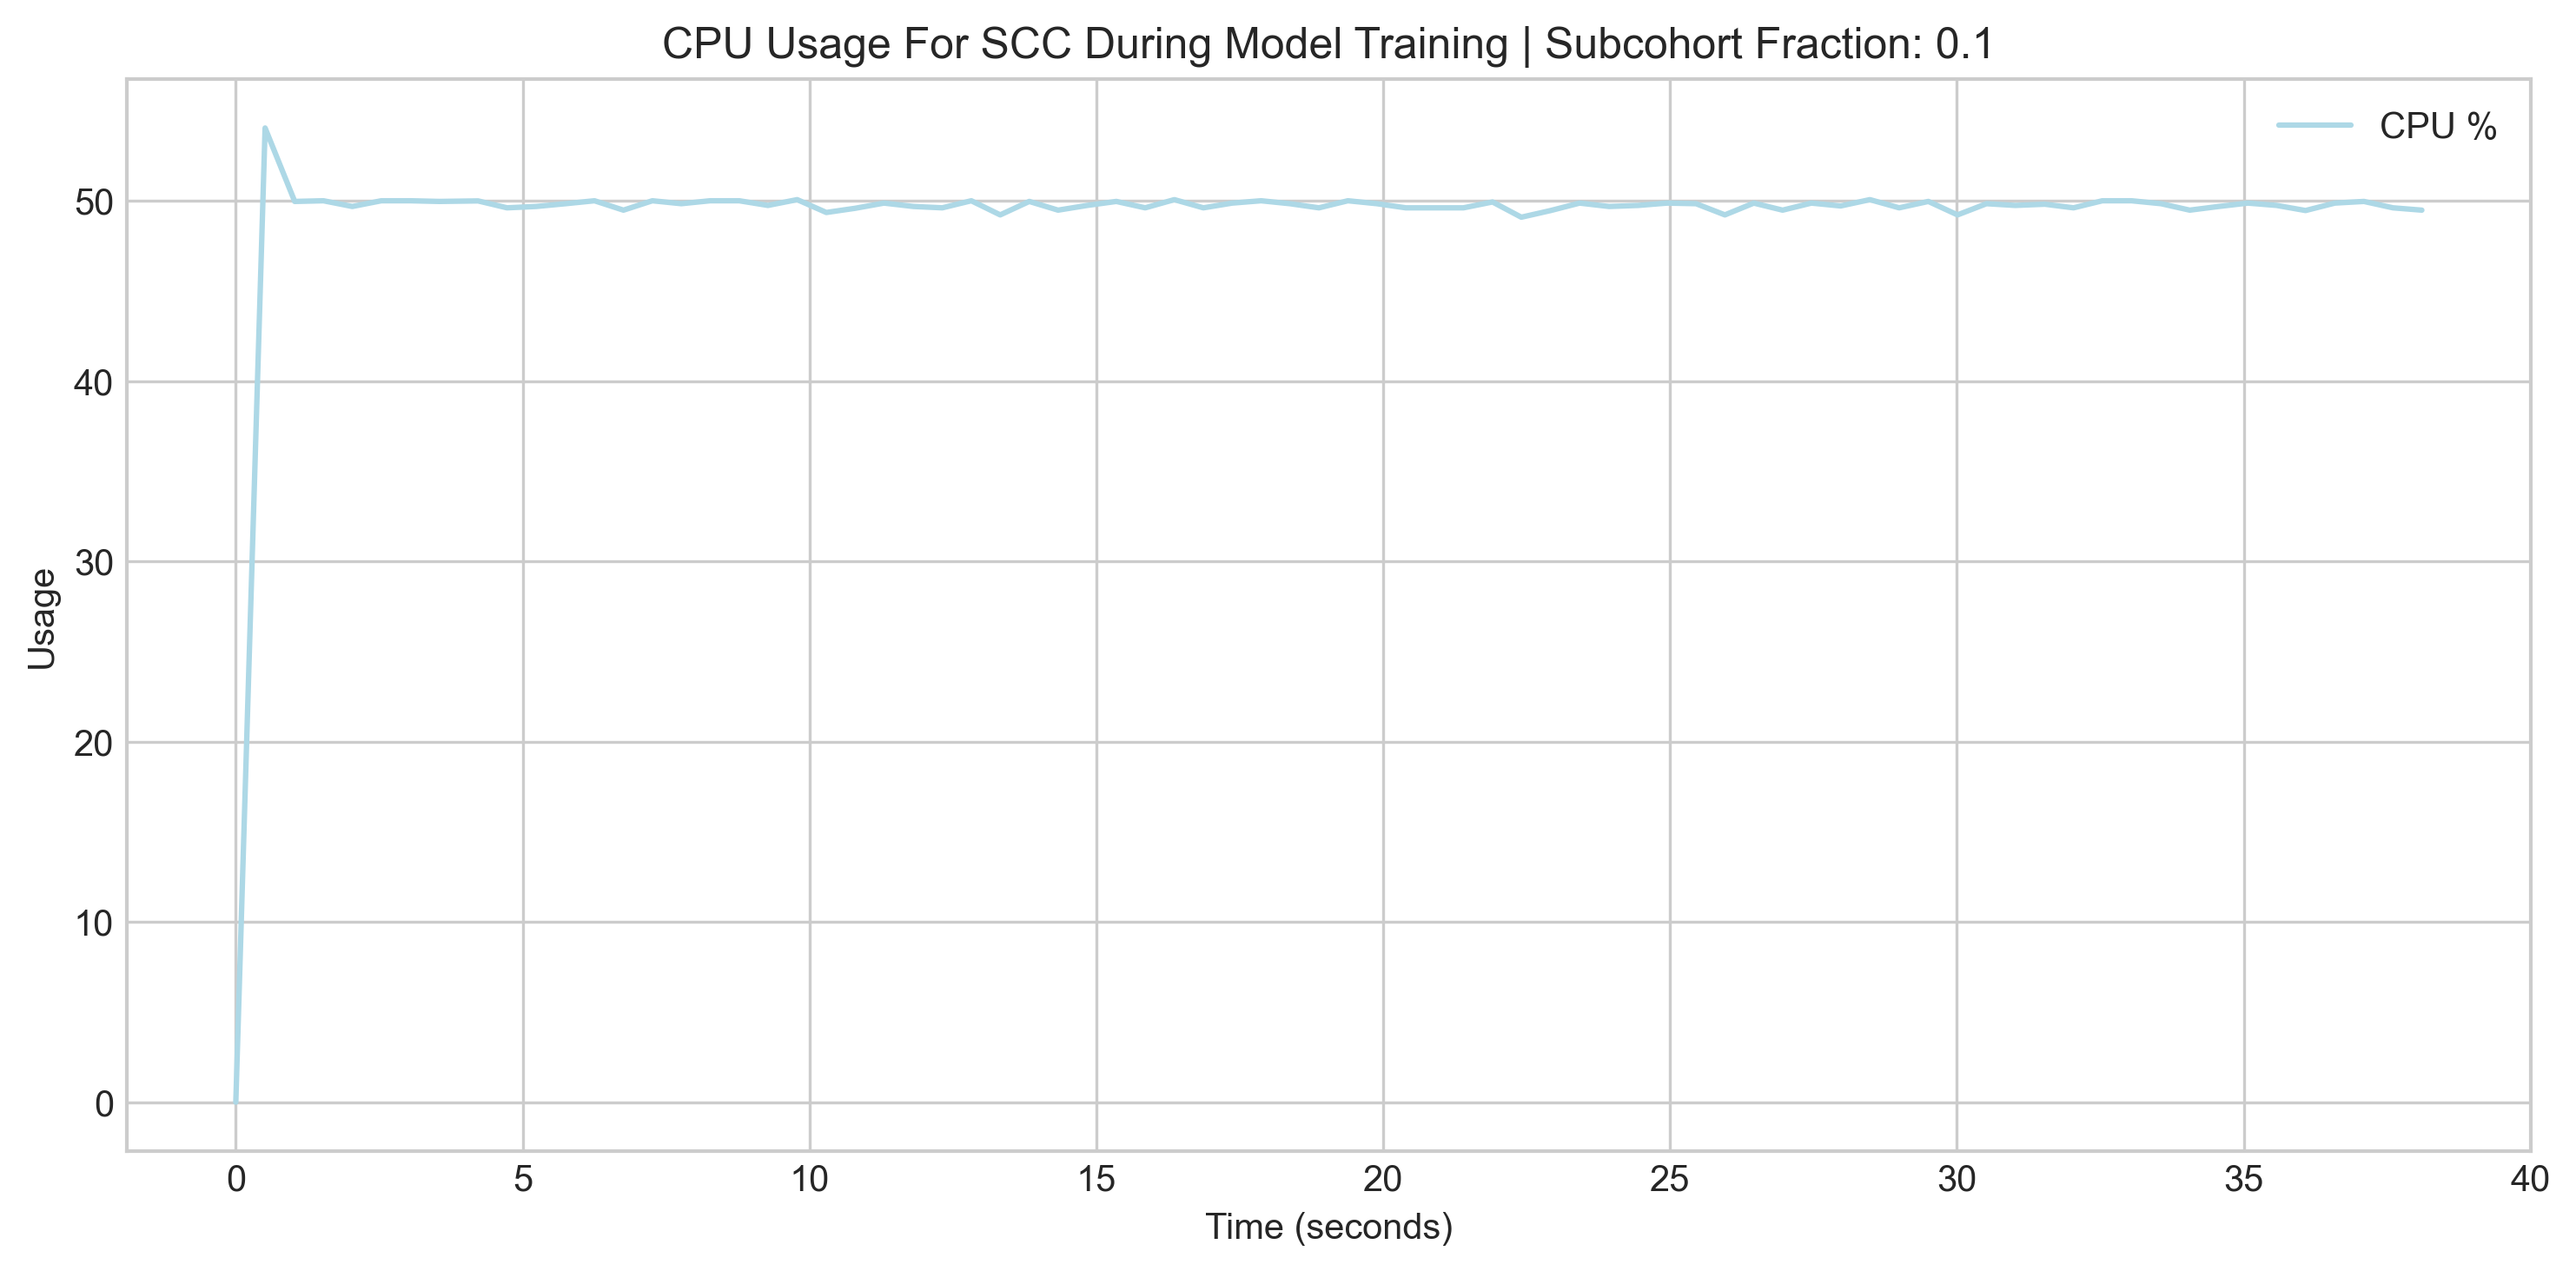 CPU Usage For SCC During Model Training | Subcohort Fraction: 0.1
CPU %
Usage
50
40
30
20
10
0
0 5 10 15 20 25 30 35 40
Time (seconds)